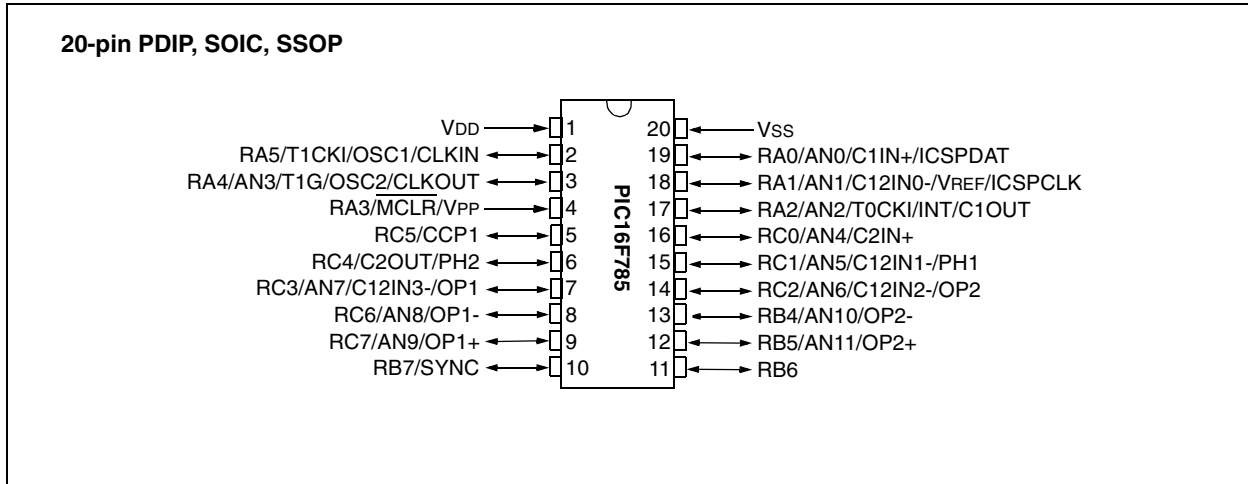 20-pin PDIP, SOIC, SSOP
VDD 1
RA5/T1CKI/OSC1/CLKIN 2
RA4/AN3/T1G/OSC2/CLKOUT 3
RA3/MCLR/VPP 4
RC5/CCP1 5
RC4/C2OUT/PH2 6
RC3/AN7/C12IN3-/OP1 7
RC6/AN8/OP1- 8
RC7/AN9/OP1+ 9
RB7/SYNC 10
PIC16F785
20 VSS
19 RA0/AN0/C1IN+/ICSPDAT
18 RA1/AN1/C12IN0-/VREF/ICSPCLK
17 RA2/AN2/T0CKI/INT/C1OUT
16 RC0/AN4/C2IN+
15 RC1/AN5/C12IN1-/PH1
14 RC2/AN6/C12IN2-/OP2
13 RB4/AN10/OP2-
12 RB5/AN11/OP2+
11 RB6